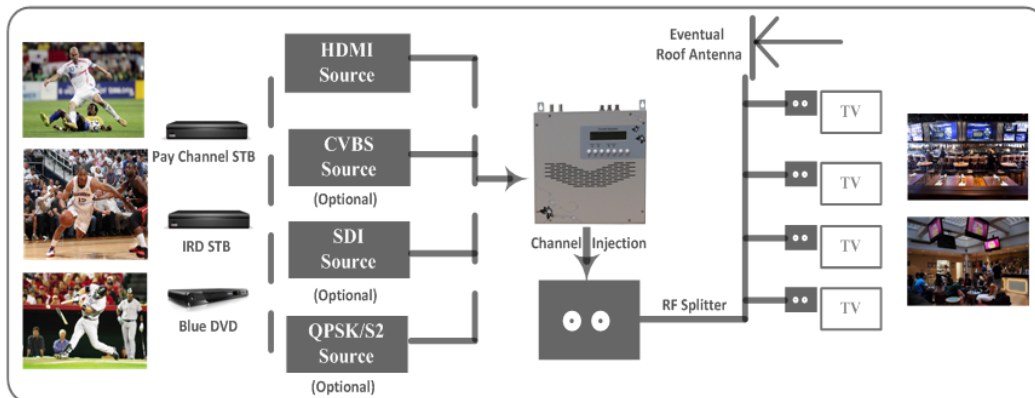 HDMI
Source
Pay Channel STB
CVBS
Source
(Optional)
IRD STB
SDI
Source
(Optional)
Blue DVD
QPSK/S2
Source
(Optional)
Channel Injection
RF Splitter
Eventual
Roof Antenna
TV
TV
TV
TV